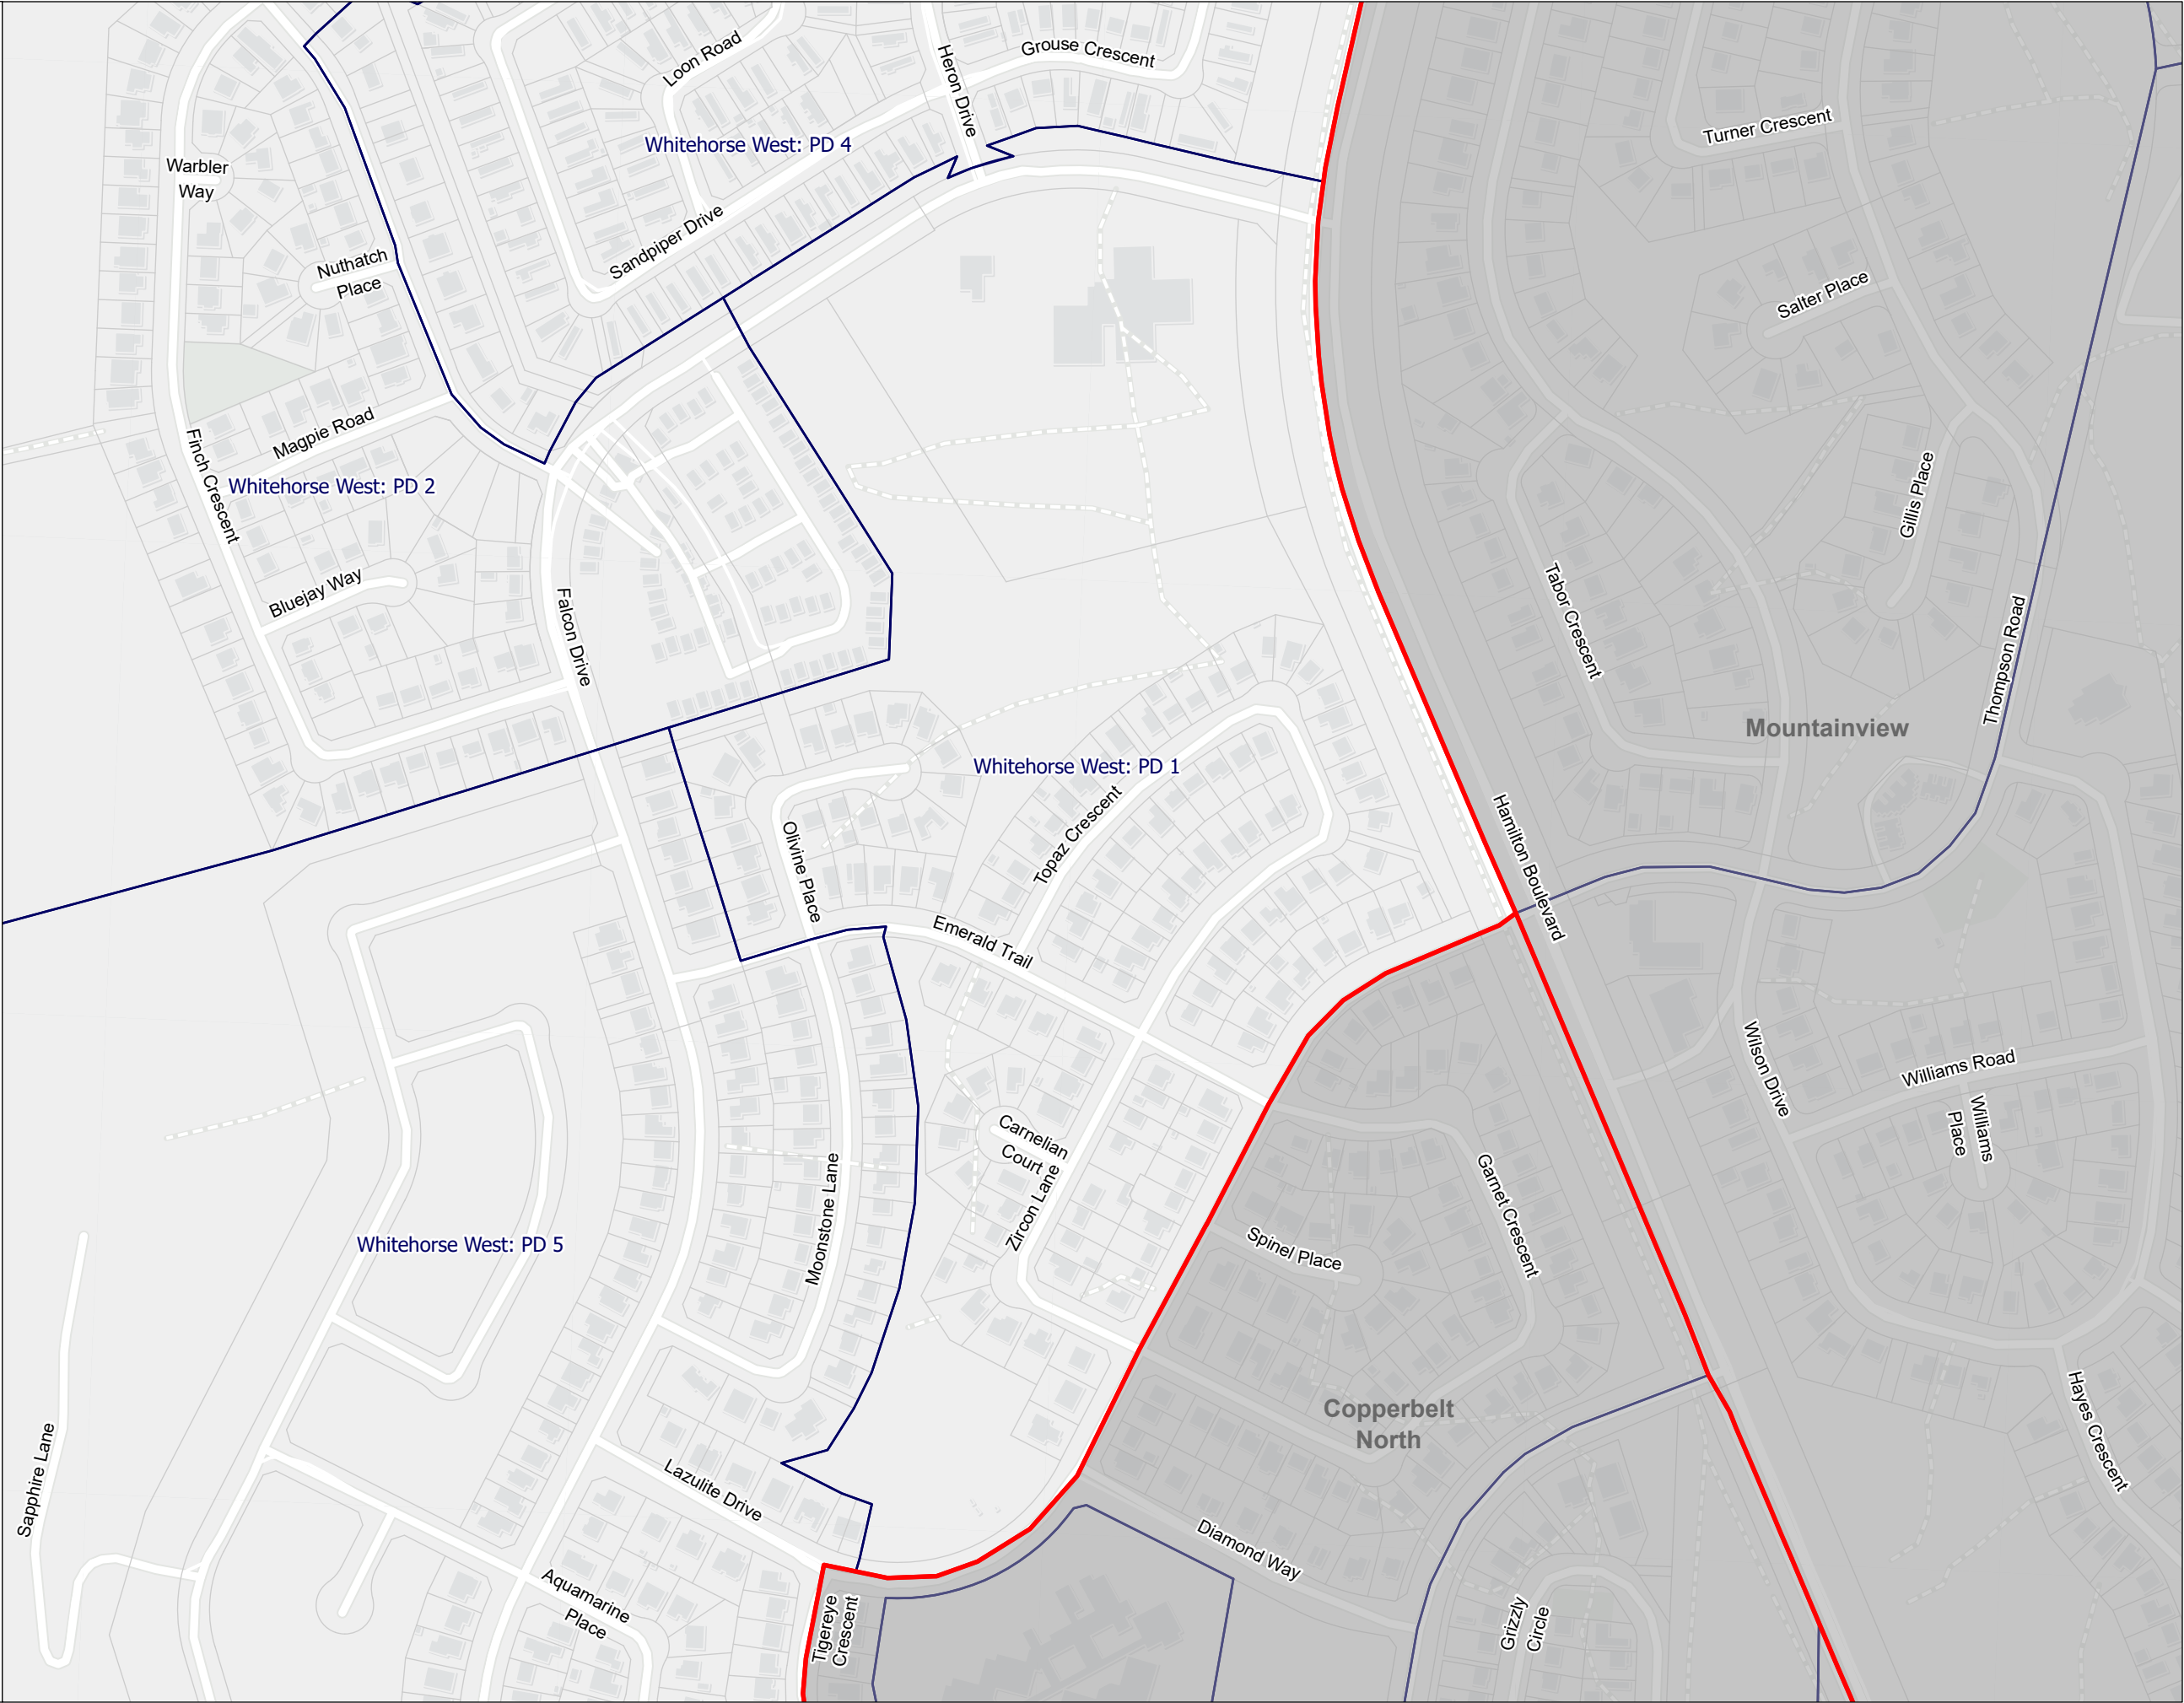 Loon Road
Heron Drive
Grouse Crescent
Turner Crescent
Whitehorse West: PD 4
Warbler
Way
Sandpiper Drive
Nuthatch
Place
Salter Place
Magpie Road
Finch Crescent
Whitehorse West: PD 2
Gillis Place
Bluejay Way
Falcon Drive
Tabor Crescent
Thompson Road
Mountainview
Whitehorse West: PD 1
Topaz Crescent
Olivine Place
Hamilton Boulevard
Emerald Trail
Wilson Drive
Williams Road
Williams
Place
Carnelian
Court
Zircon Lane
Moonstone Lane
Garnet Crescent
Spinel Place
Whitehorse West: PD 5
Copperbelt
North
Hayes Crescent
Sapphire Lane
Lazulite Drive
Diamond Way
Aquamarine
Place
Tigereye
Crescent
Grizzly
Circle